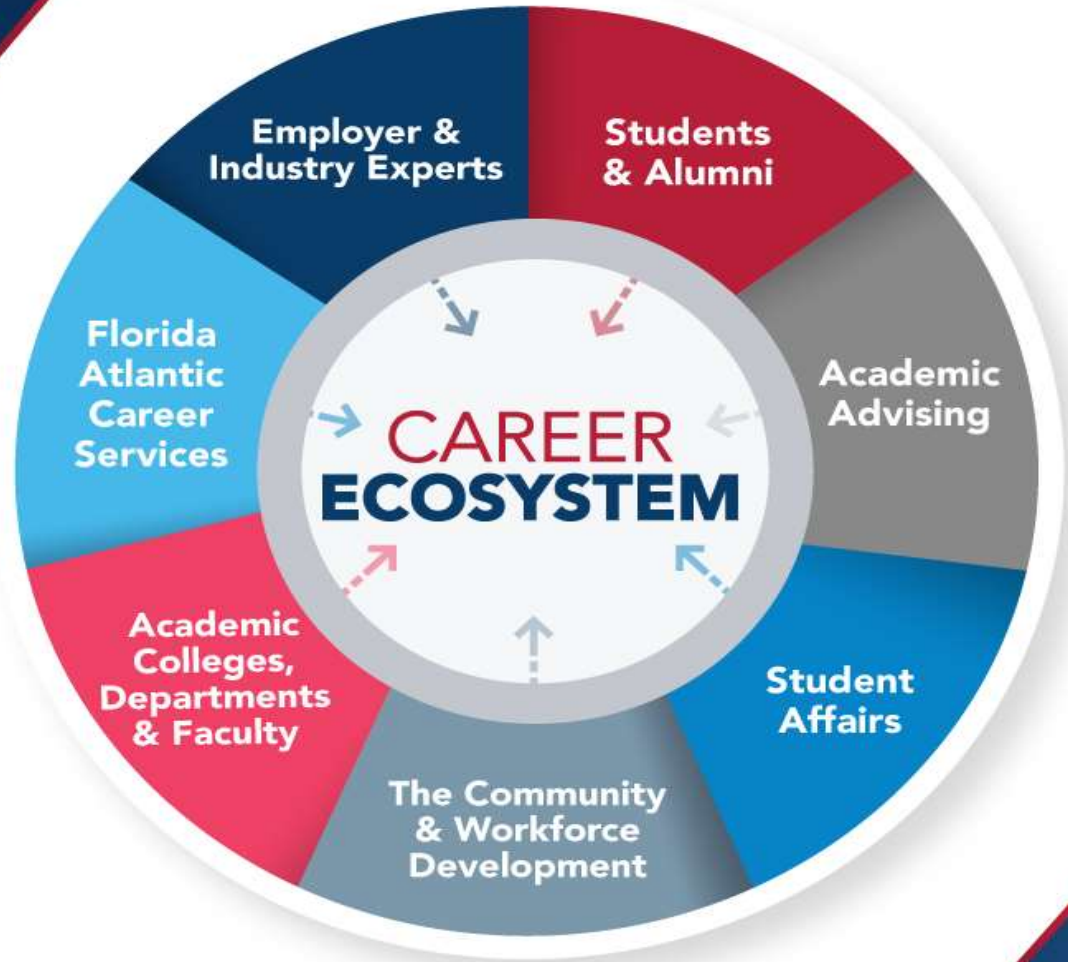 Employer &
Industry Experts
Students
& Alumni
Academic
Advising
Student
Affairs
The Community
& Workforce
Development
Academic
Colleges,
Departments
& Faculty
Florida
Atlantic
Career
Services
CAREER
ECOSYSTEM